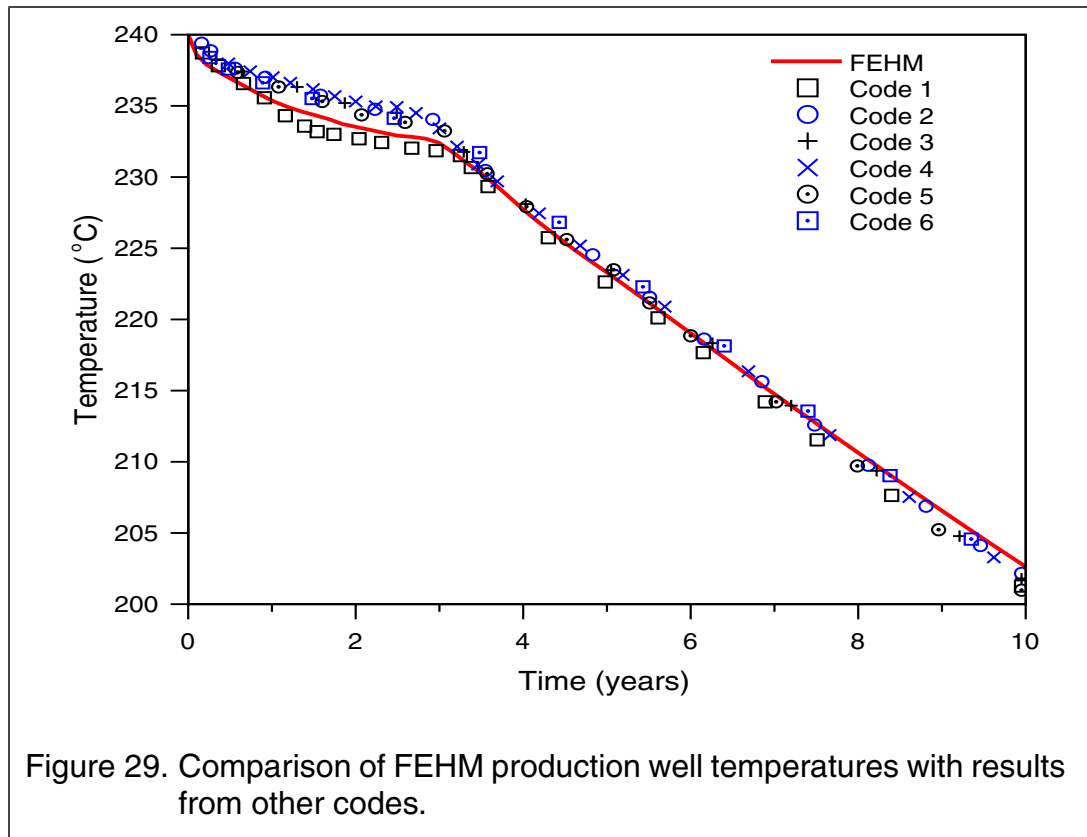 240
235
230
225
220
215
210
205
200
Temperature (°C)
0
2
4
6
8
10
Time (years)
FEHM
Code 1
Code 2
Code 3
Code 4
Code 5
Code 6
Figure 29. Comparison of FEHM production well temperatures with results
from other codes.